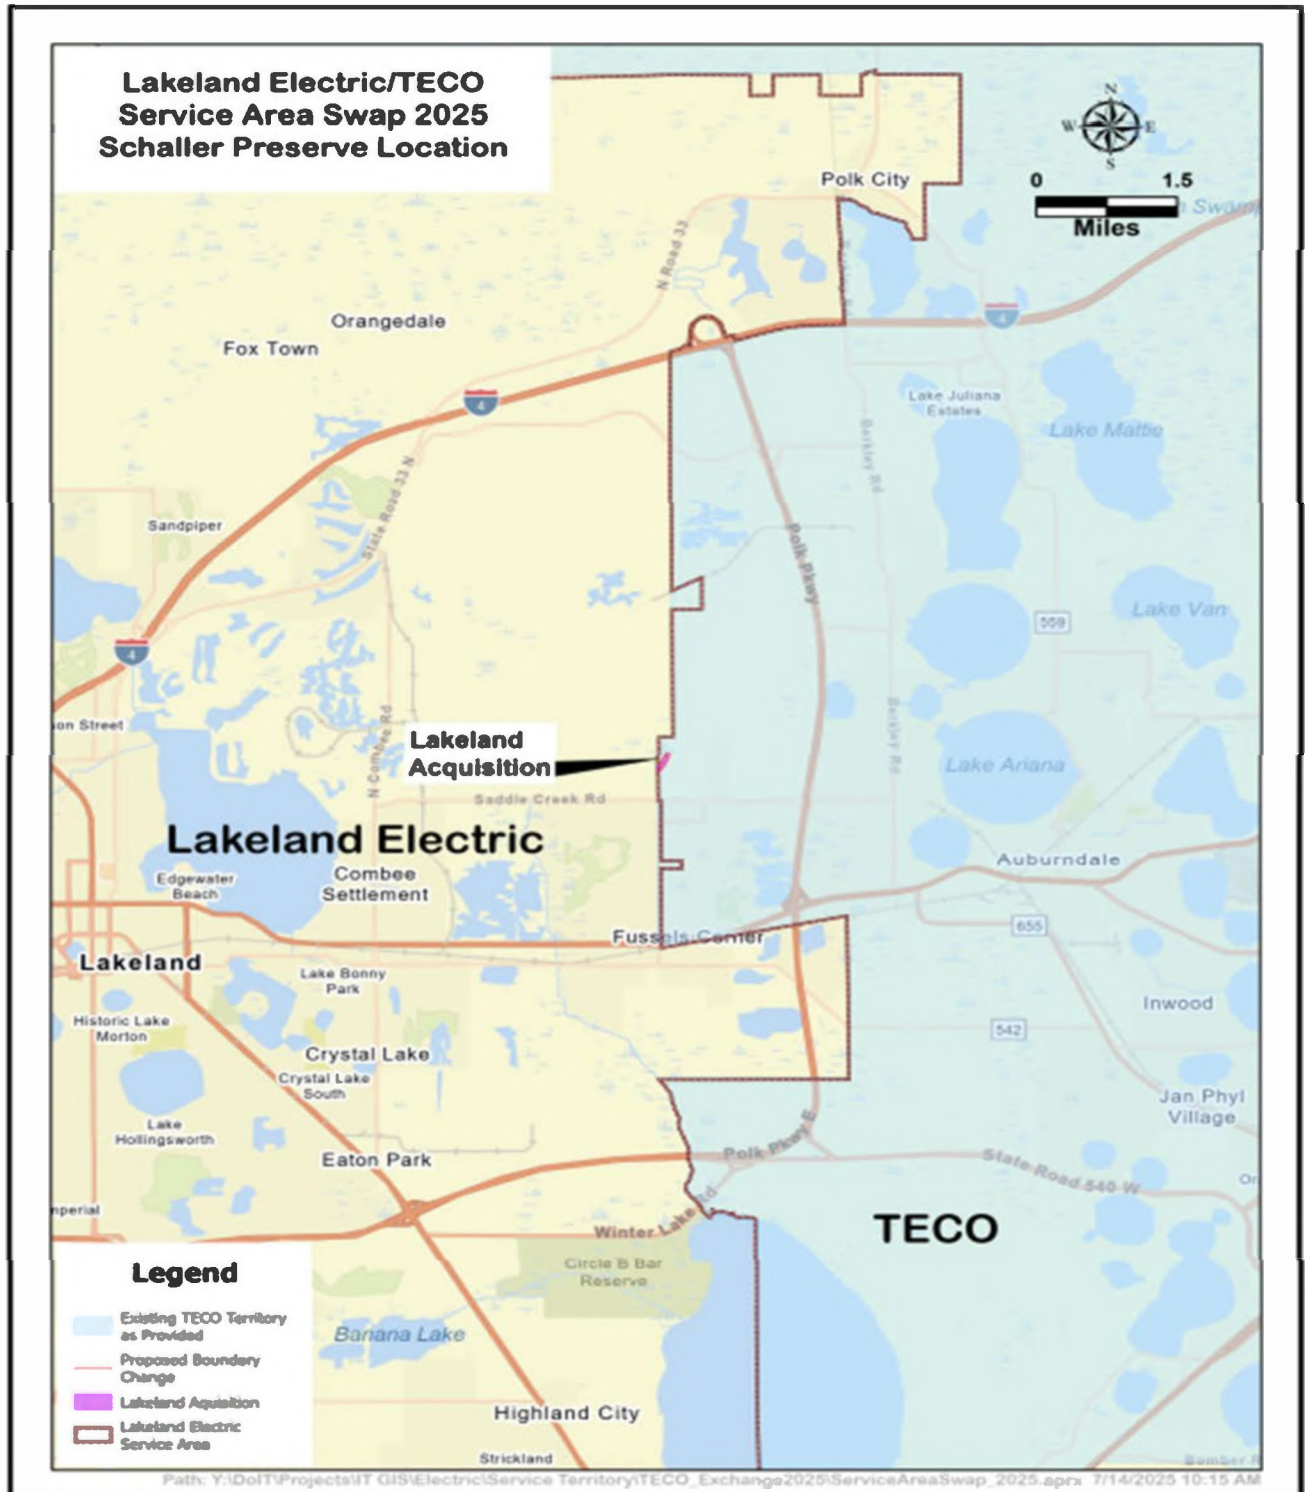 Lakeland Electric/TECO
Service Area Swap 2025
Schaller Preserve Location
N
W
E
S
0
1.5
Miles
Swamp
Polk City
N Road 33
Orangedale
Fox Town
4
4
Lake Juliana
Estates
Lake Mattie
Berkley Rd
State Road 33 N
Sandpiper
Polk Pkwy
559
Lake Van
4
on Street
N Combee Rd
Berkley Rd
Lakeland
Acquisition
Lake Ariana
Saddle Creek Rd
Lakeland Electric
Auburndale
Edgewater
Beach
Combee
Settlement
655
Fussels Corner
Lakeland
Lake Bonny
Park
Inwood
Historic Lake
Morton
542
Crystal Lake
Crystal Lake
South
Jan Phyl
Village
Lake
Hollingsworth
Polk Pkwy E
Eaton Park
State Road 540 W
Or
mperial
Winter Lake Rd
TECO
Circle B Bar
Reserve
Legend
Existing TECO Territory
as Provided
Proposed Boundary
Change
Lakeland Aquisition
Lakeland Electric
Service Area
Banana Lake
Highland City
Strickland
Bomber R
Path: Y:\DoIT\Projects\IT GIS\Electric\Service Territory\TECO_Exchange2025\ServiceAreaSwap_2025.aprx 7/14/2025 10:15 AM